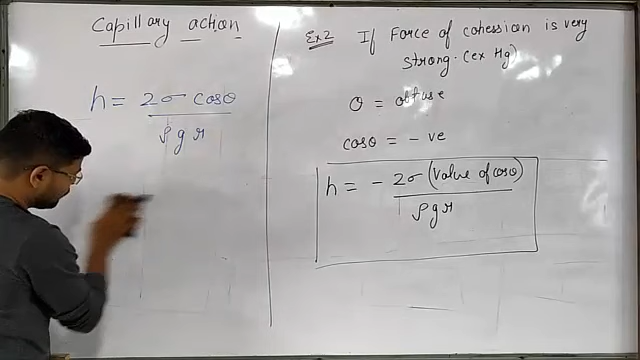 Capillary action
h = 2σ cosθ
ρ g r
Ex2 If Force of cohession is very
strong. (ex Hg)
θ = obtuse
cosθ = - ve
h = - 2σ (value of cosθ)
ρ g r